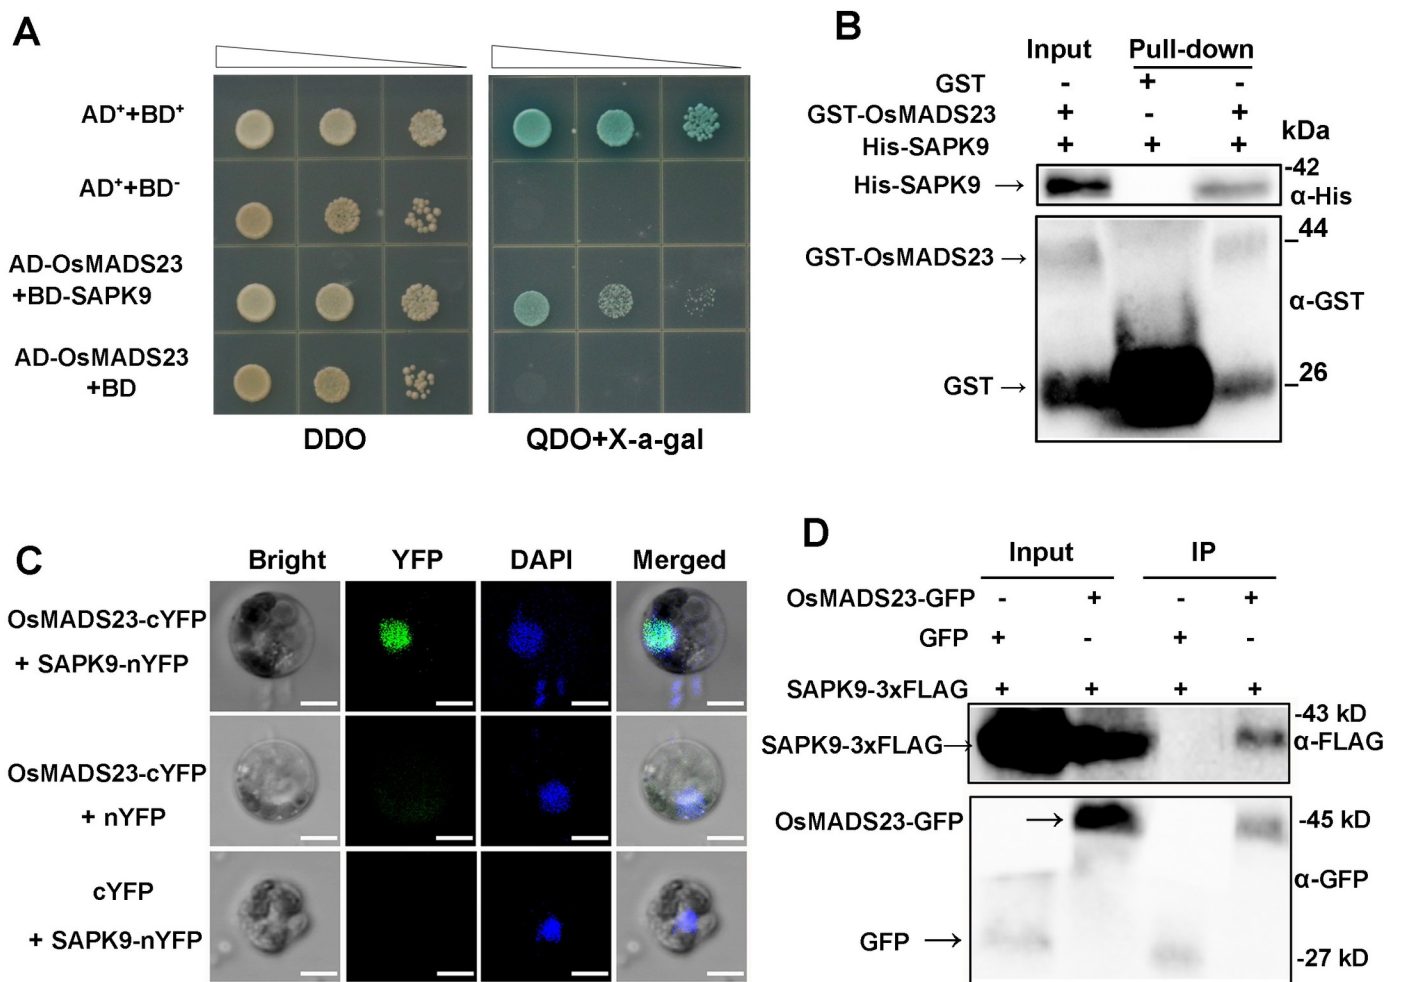 A
AD⁺+BD⁺
AD⁺+BD⁻
AD-OsMADS23
+BD-SAPK9
AD-OsMADS23
+BD
DDO
QDO+X-a-gal
B
Input
Pull-down
GST
-
+
-
GST-OsMADS23
+
-
+
His-SAPK9
+
+
+
kDa
His-SAPK9 →
-42
α-His
GST-OsMADS23 →
–44
α-GST
GST →
–26
C
Bright
YFP
DAPI
Merged
OsMADS23-cYFP
+ SAPK9-nYFP
OsMADS23-cYFP
+ nYFP
cYFP
+ SAPK9-nYFP
D
Input
IP
OsMADS23-GFP
-
+
-
+
GFP
+
-
+
-
SAPK9-3xFLAG
+
+
+
+
-43 kD
SAPK9-3xFLAG→
α-FLAG
OsMADS23-GFP →
-45 kD
α-GFP
GFP →
-27 kD